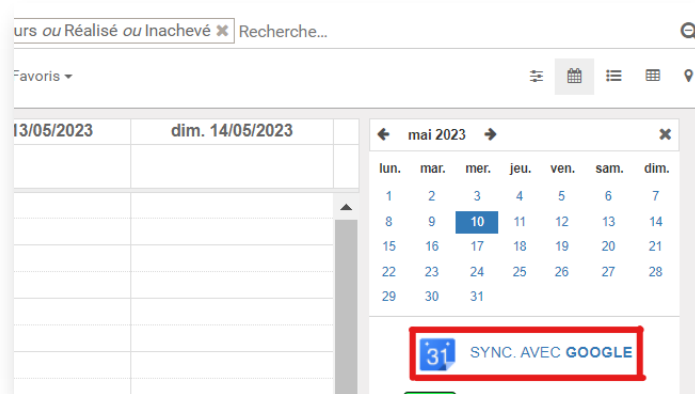 urs ou Réalisé ou Inachevé ✖ Recherche...
Favoris
13/05/2023 dim. 14/05/2023
mai 2023
lun. mar. mer. jeu. ven. sam. dim.
1 2 3 4 5 6 7
8 9 10 11 12 13 14
15 16 17 18 19 20 21
22 23 24 25 26 27 28
29 30 31
31 SYNC. AVEC GOOGLE